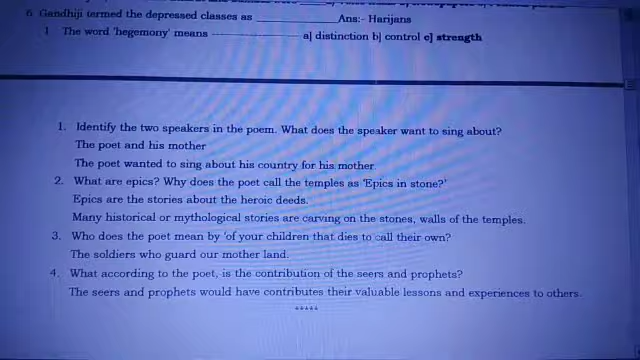 6. Gandhiji termed the depressed classes as ____________ Ans:- Harijans
1 The word 'hegemony' means ---------------- a] distinction b] control c] strength
1. Identify the two speakers in the poem. What does the speaker want to sing about?
The poet and his mother
The poet wanted to sing about his country for his mother.
2. What are epics? Why does the poet call the temples as 'Epics in stone?'
Epics are the stories about the heroic deeds.
Many historical or mythological stories are carving on the stones, walls of the temples.
3. Who does the poet mean by 'of your children that dies to call their own?
The soldiers who guard our mother land.
4. What according to the poet, is the contribution of the seers and prophets?
The seers and prophets would have contributes their valuable lessons and experiences to others.
*****